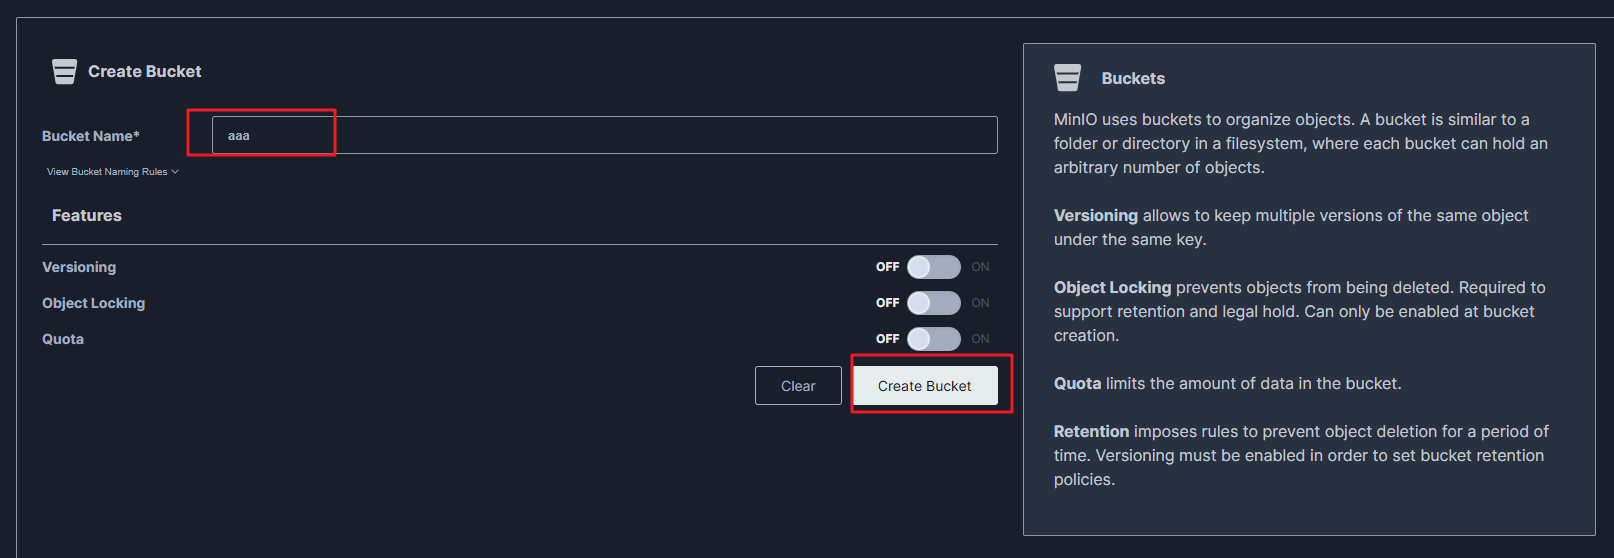 Create Bucket
Bucket Name*
aaa
View Bucket Naming Rules
Features
Versioning
OFF ON
Object Locking
OFF ON
Quota
OFF ON
Clear
Create Bucket
Buckets
MinIO uses buckets to organize objects. A bucket is similar to a
folder or directory in a filesystem, where each bucket can hold an
arbitrary number of objects.
Versioning allows to keep multiple versions of the same object
under the same key.
Object Locking prevents objects from being deleted. Required to
support retention and legal hold. Can only be enabled at bucket
creation.
Quota limits the amount of data in the bucket.
Retention imposes rules to prevent object deletion for a period of
time. Versioning must be enabled in order to set bucket retention
policies.